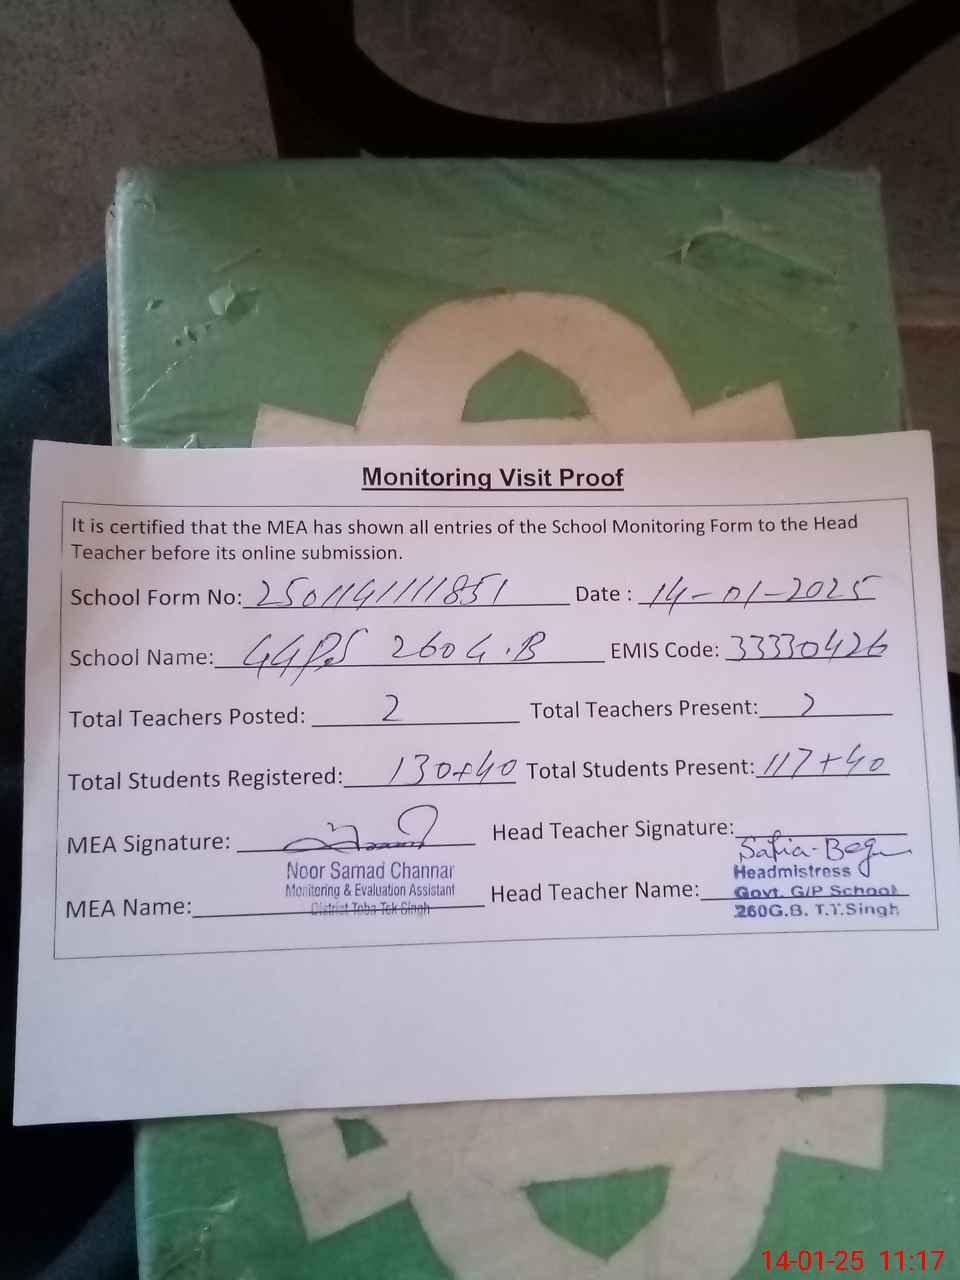 Monitoring Visit Proof
It is certified that the MEA has shown all entries of the School Monitoring Form to the Head
Teacher before its online submission.
School Form No: 2501141111851 Date : 14-01-2025
School Name: GGPS 260 G.B EMIS Code: 33330426
Total Teachers Posted: 2 Total Teachers Present: 2
Total Students Registered: 130+40 Total Students Present: 117+40
MEA Signature: Head Teacher Signature:
Safia Begum
Noor Samad Channar Headmistress
Monitoring & Evaluation Assistant Govt. G/P School
MEA Name: District Toba Tek Singh Head Teacher Name: 260G.B. T.T.Singh
14-01-25 11:17